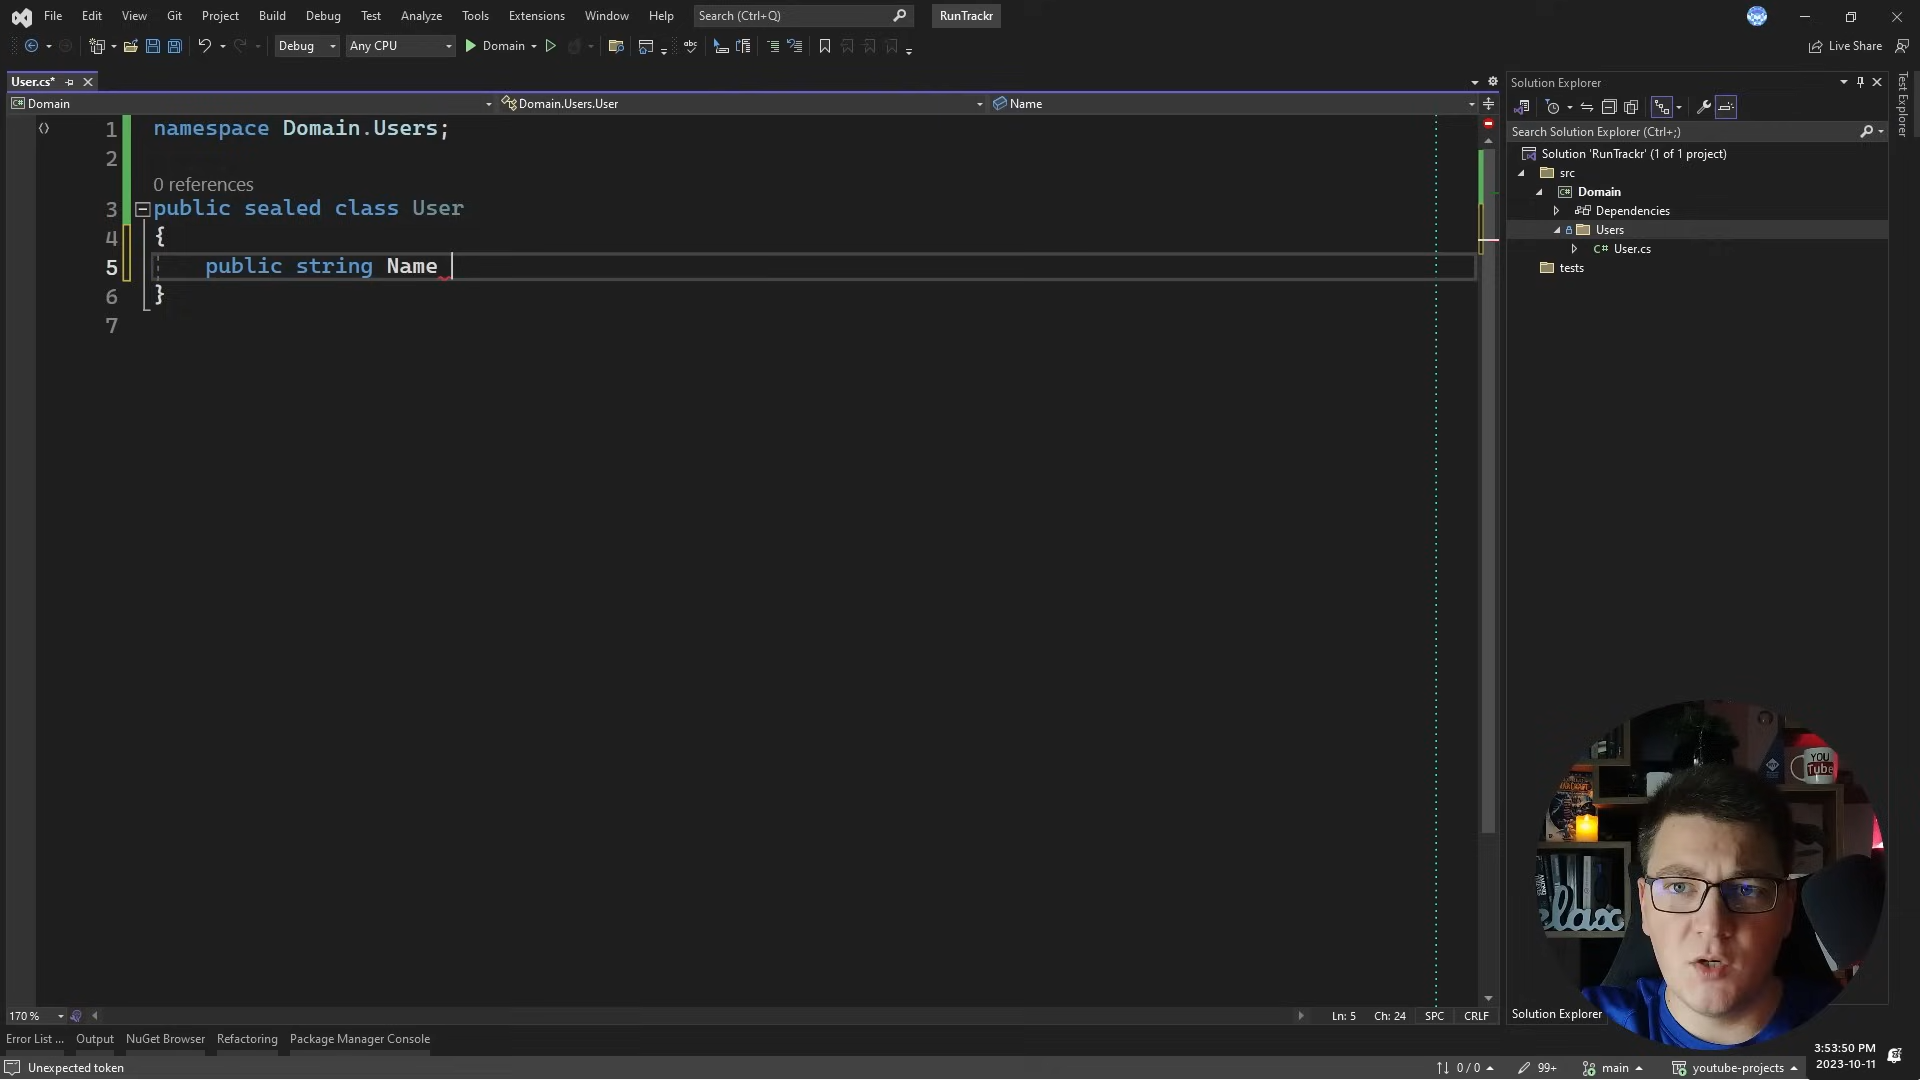 File Edit View Git Project Build Debug Test Analyze Tools Extensions Window Help Search (Ctrl+Q) RunTrackr
Debug Any CPU Domain Live Share
User.cs*
Domain Domain.Users.User Name
1 namespace Domain.Users;
2
0 references
3 public sealed class User
4 {
5 public string Name
6 }
7
Solution Explorer
Search Solution Explorer (Ctrl+;)
Solution 'RunTrackr' (1 of 1 project)
src
C# Domain
Dependencies
Users
C# User.cs
tests
Test Explorer
YOU
Tube
elax
170 % Ln: 5 Ch: 24 SPC CRLF
Solution Explorer
Error List ... Output NuGet Browser Refactoring Package Manager Console
Unexpected token 0 / 0 99+ main youtube-projects
3:53:50 PM
2023-10-11